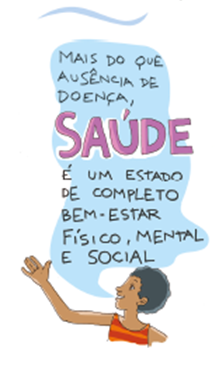 MAIS DO QUE
AUSÊNCIA DE
DOENÇA,
SAÚDE
É UM ESTADO
DE COMPLETO
BEM-ESTAR
FÍSICO, MENTAL
E SOCIAL